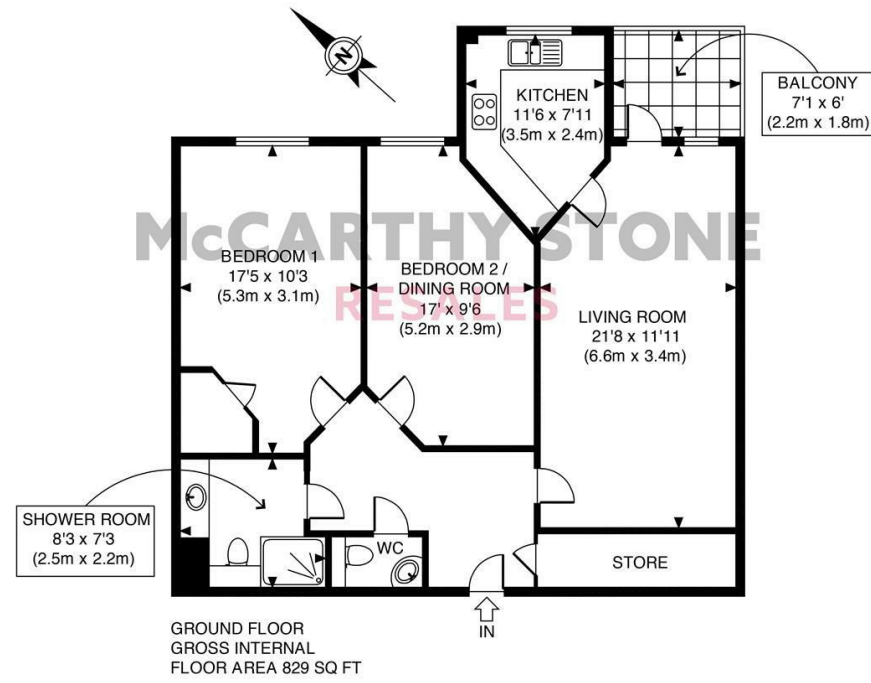 N
KITCHEN
11'6 x 7'11
(3.5m x 2.4m)
BALCONY
7'1 x 6'
(2.2m x 1.8m)
McCARTHY STONE
RESALES
BEDROOM 1
17'5 x 10'3
(5.3m x 3.1m)
BEDROOM 2 /
DINING ROOM
17' x 9'6
(5.2m x 2.9m)
LIVING ROOM
21'8 x 11'11
(6.6m x 3.4m)
SHOWER ROOM
8'3 x 7'3
(2.5m x 2.2m)
WC
STORE
IN
GROUND FLOOR
GROSS INTERNAL
FLOOR AREA 829 SQ FT